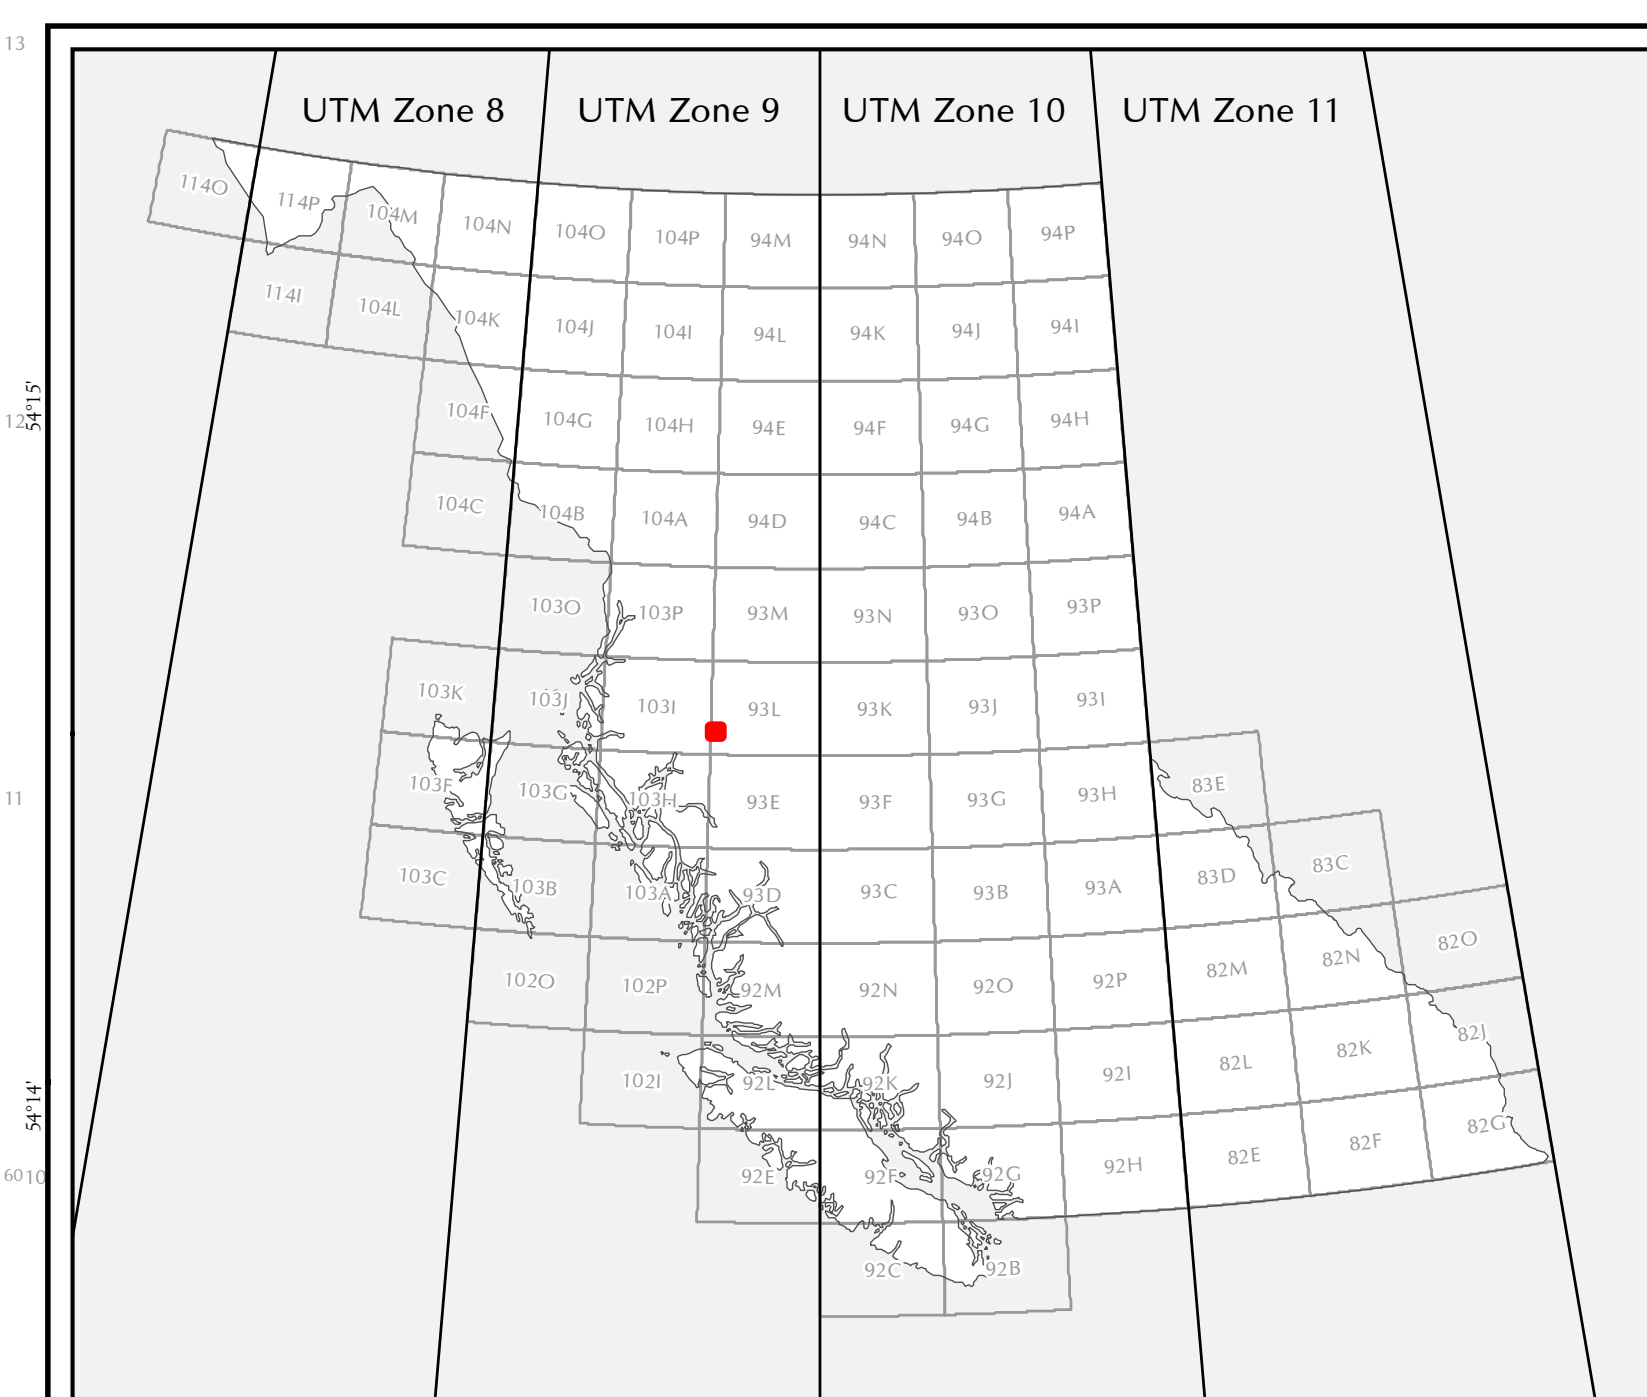 13
UTM Zone 8 UTM Zone 9 UTM Zone 10 UTM Zone 11
114O 114P 104M 104N 104O 104P 94M 94N 94O 94P
114I 104L 104K 104J 104I 94L 94K 94J 94I
12 54°15'
104F 104G 104H 94E 94F 94G 94H
104C 104B 104A 94D 94C 94B 94A
103O 103P 93M 93N 93O 93P
103K 103J 103I 93L 93K 93J 93I
11
103F 103G 103H 93E 93F 93G 93H 83E
103C 103B 103A 93D 93C 93B 93A 83D 83C
102O 102P 92M 92N 92O 92P 82M 82N 82O
54°14'
102I 92L 92K 92J 92I 82L 82K 82J
6010
92E 92F 92G 92H 82E 82F 82G
92C 92B